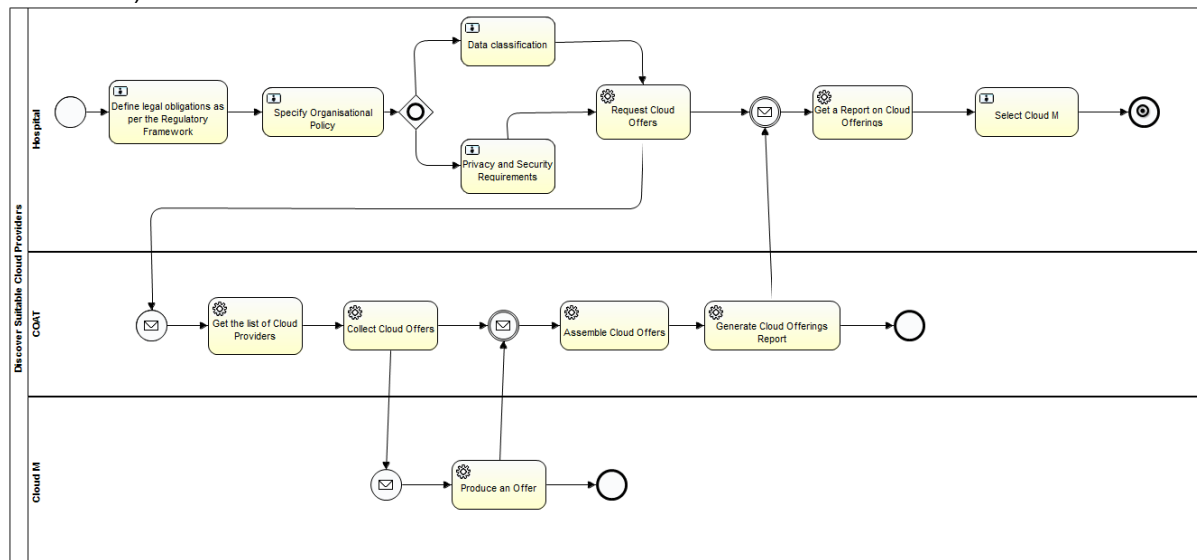 )
Discover Suitable Cloud Providers
Hospital
Define legal obligations as
per the Regulatory
Framework
Specify Organisational
Policy
Data classification
Privacy and Security
Requirements
Request Cloud
Offers
Get a Report on Cloud
Offerings
Select Cloud M
COAT
Get the list of Cloud
Providers
Collect Cloud Offers
Assemble Cloud Offers
Generate Cloud Offerings
Report
Cloud M
Produce an Offer